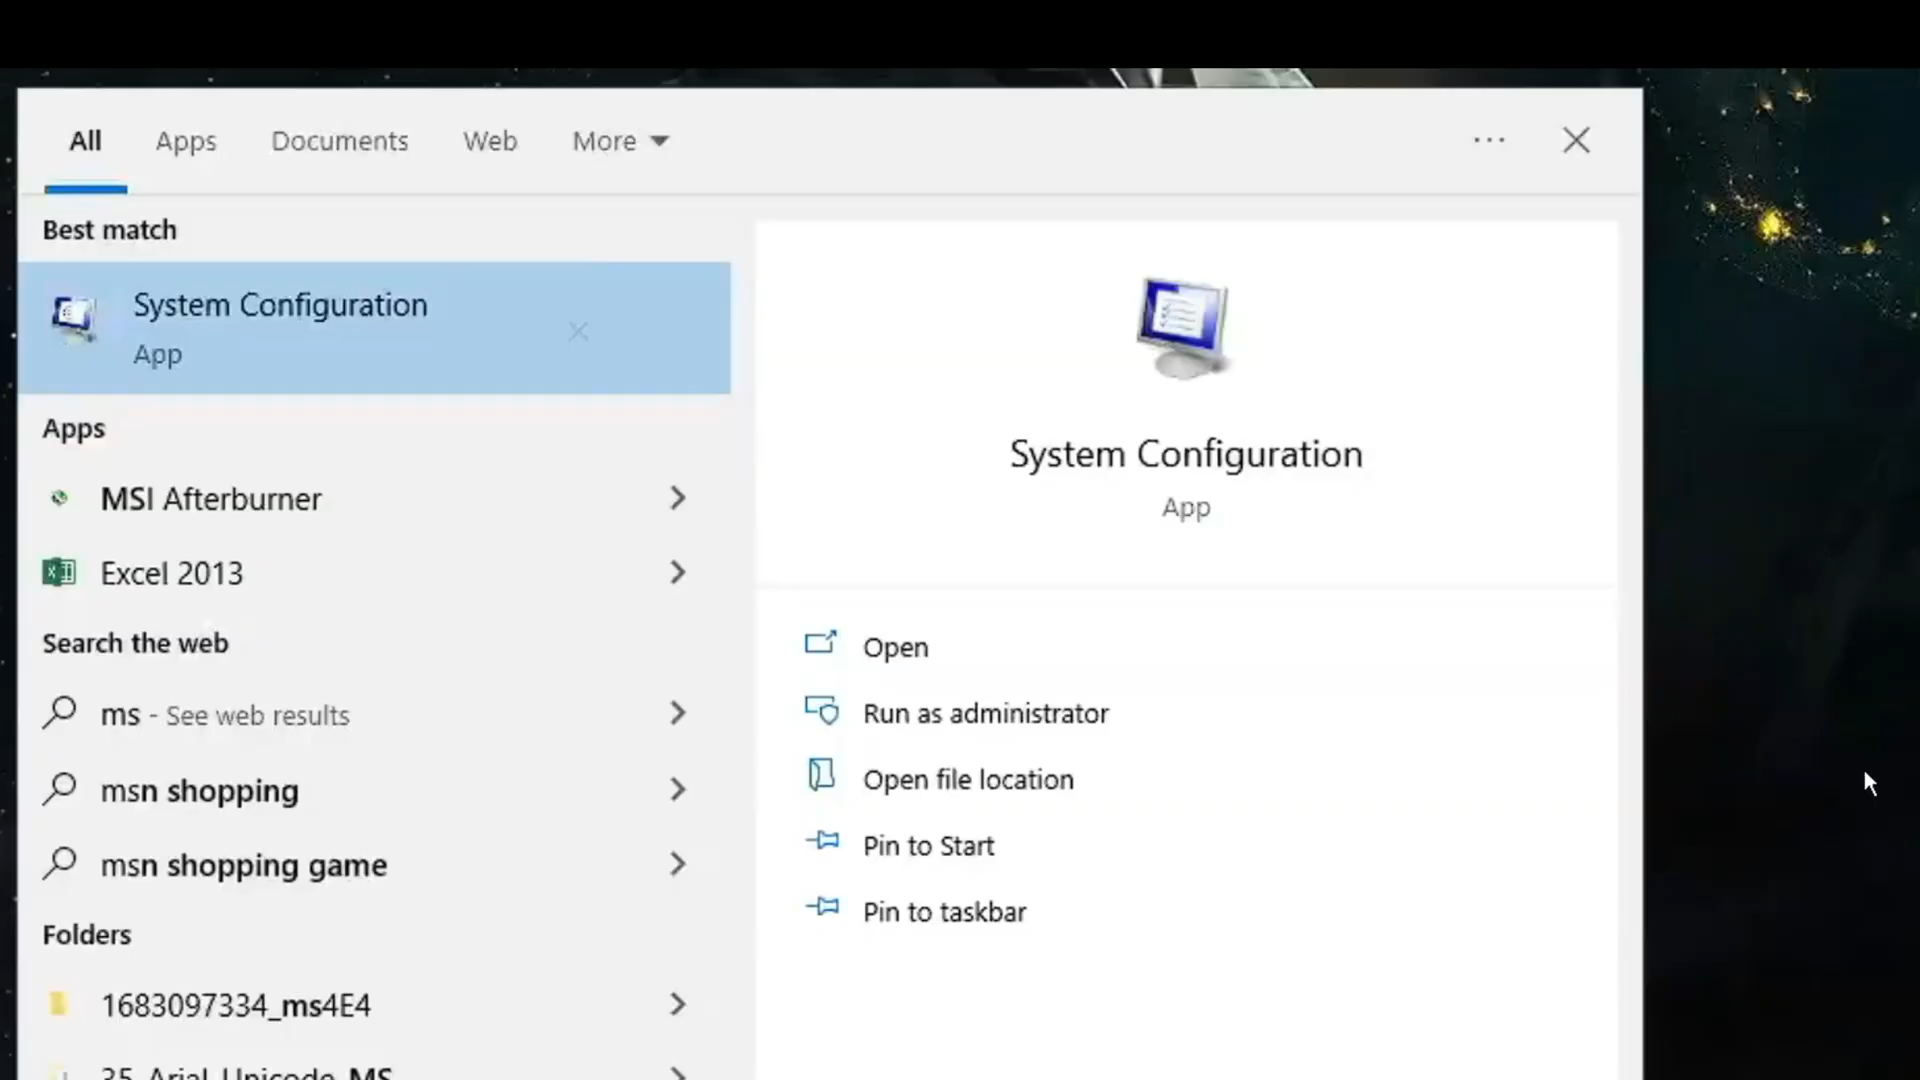 All Apps Documents Web More
Best match
System Configuration
App
Apps
MSI Afterburner
Excel 2013
Search the web
ms - See web results
msn shopping
msn shopping game
Folders
1683097334_ms4E4
35 Arial Unicode MS
System Configuration
App
Open
Run as administrator
Open file location
Pin to Start
Pin to taskbar